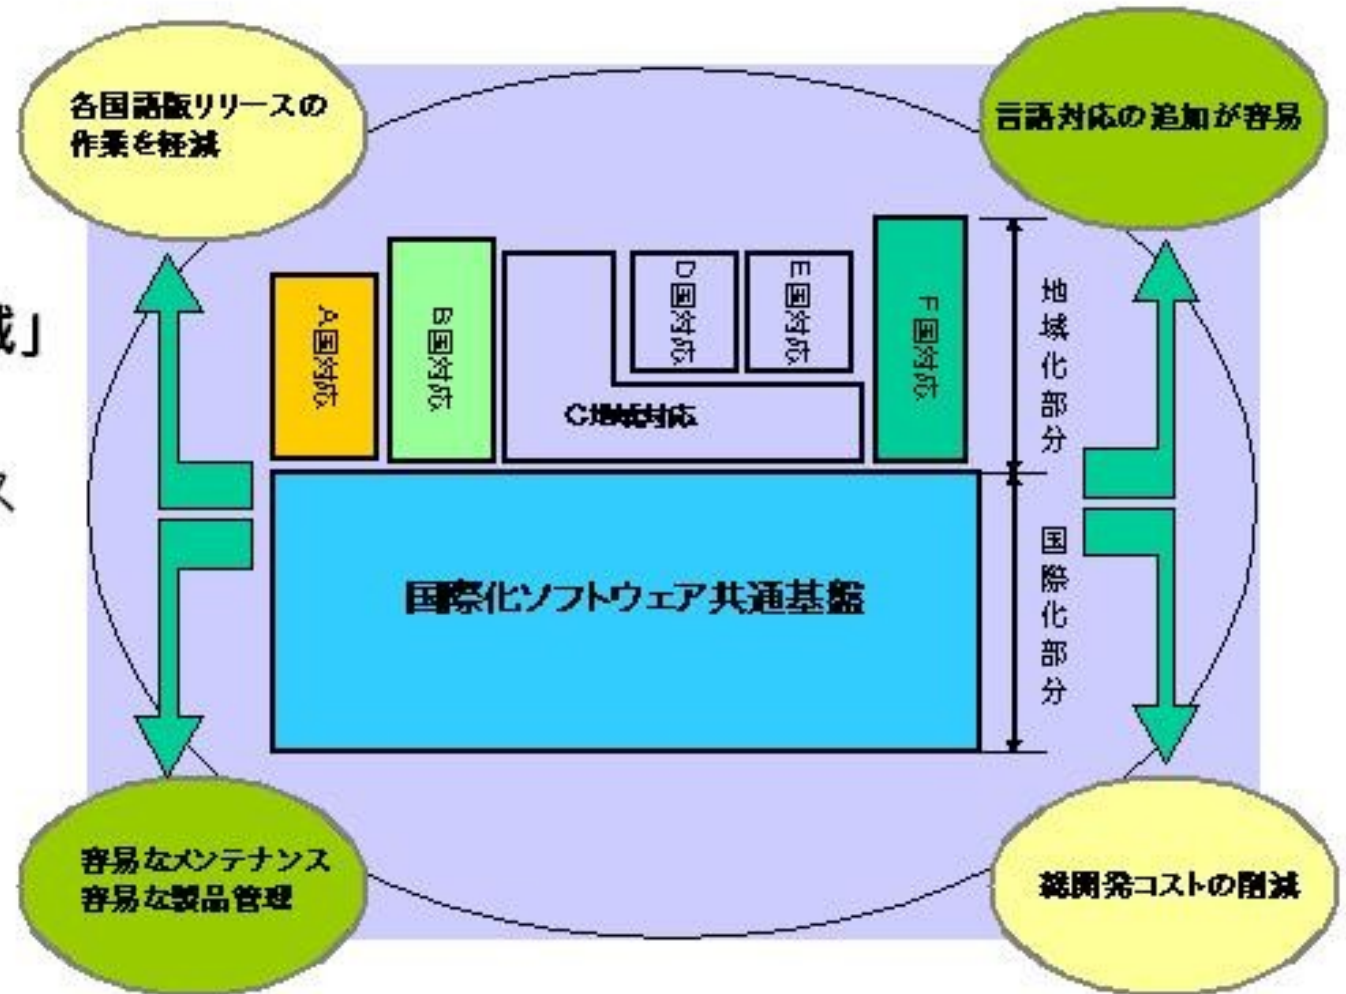 各国語版リリースの
作業を軽減
言語対応の追加が容易
」
ス
A国対応
B国対応
C地域対応
D国対応
E国対応
F国対応
地域化部分
国際化ソフトウェア共通基盤
国際化部分
容易なメンテナンス
容易な製品管理
総開発コストの削減